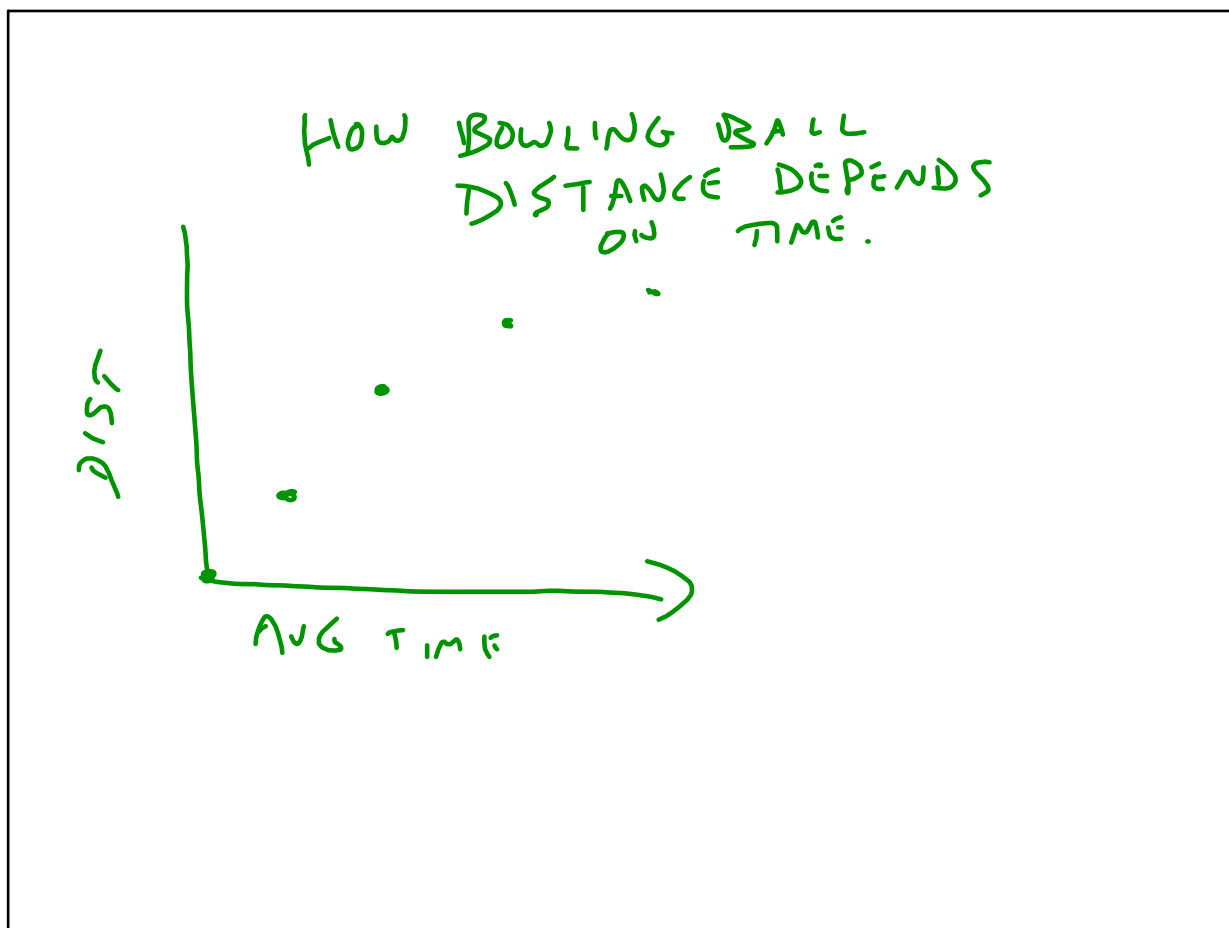 HOW BOWLING BALL
DISTANCE DEPENDS
ON TIME.
DIST
AVG TIME